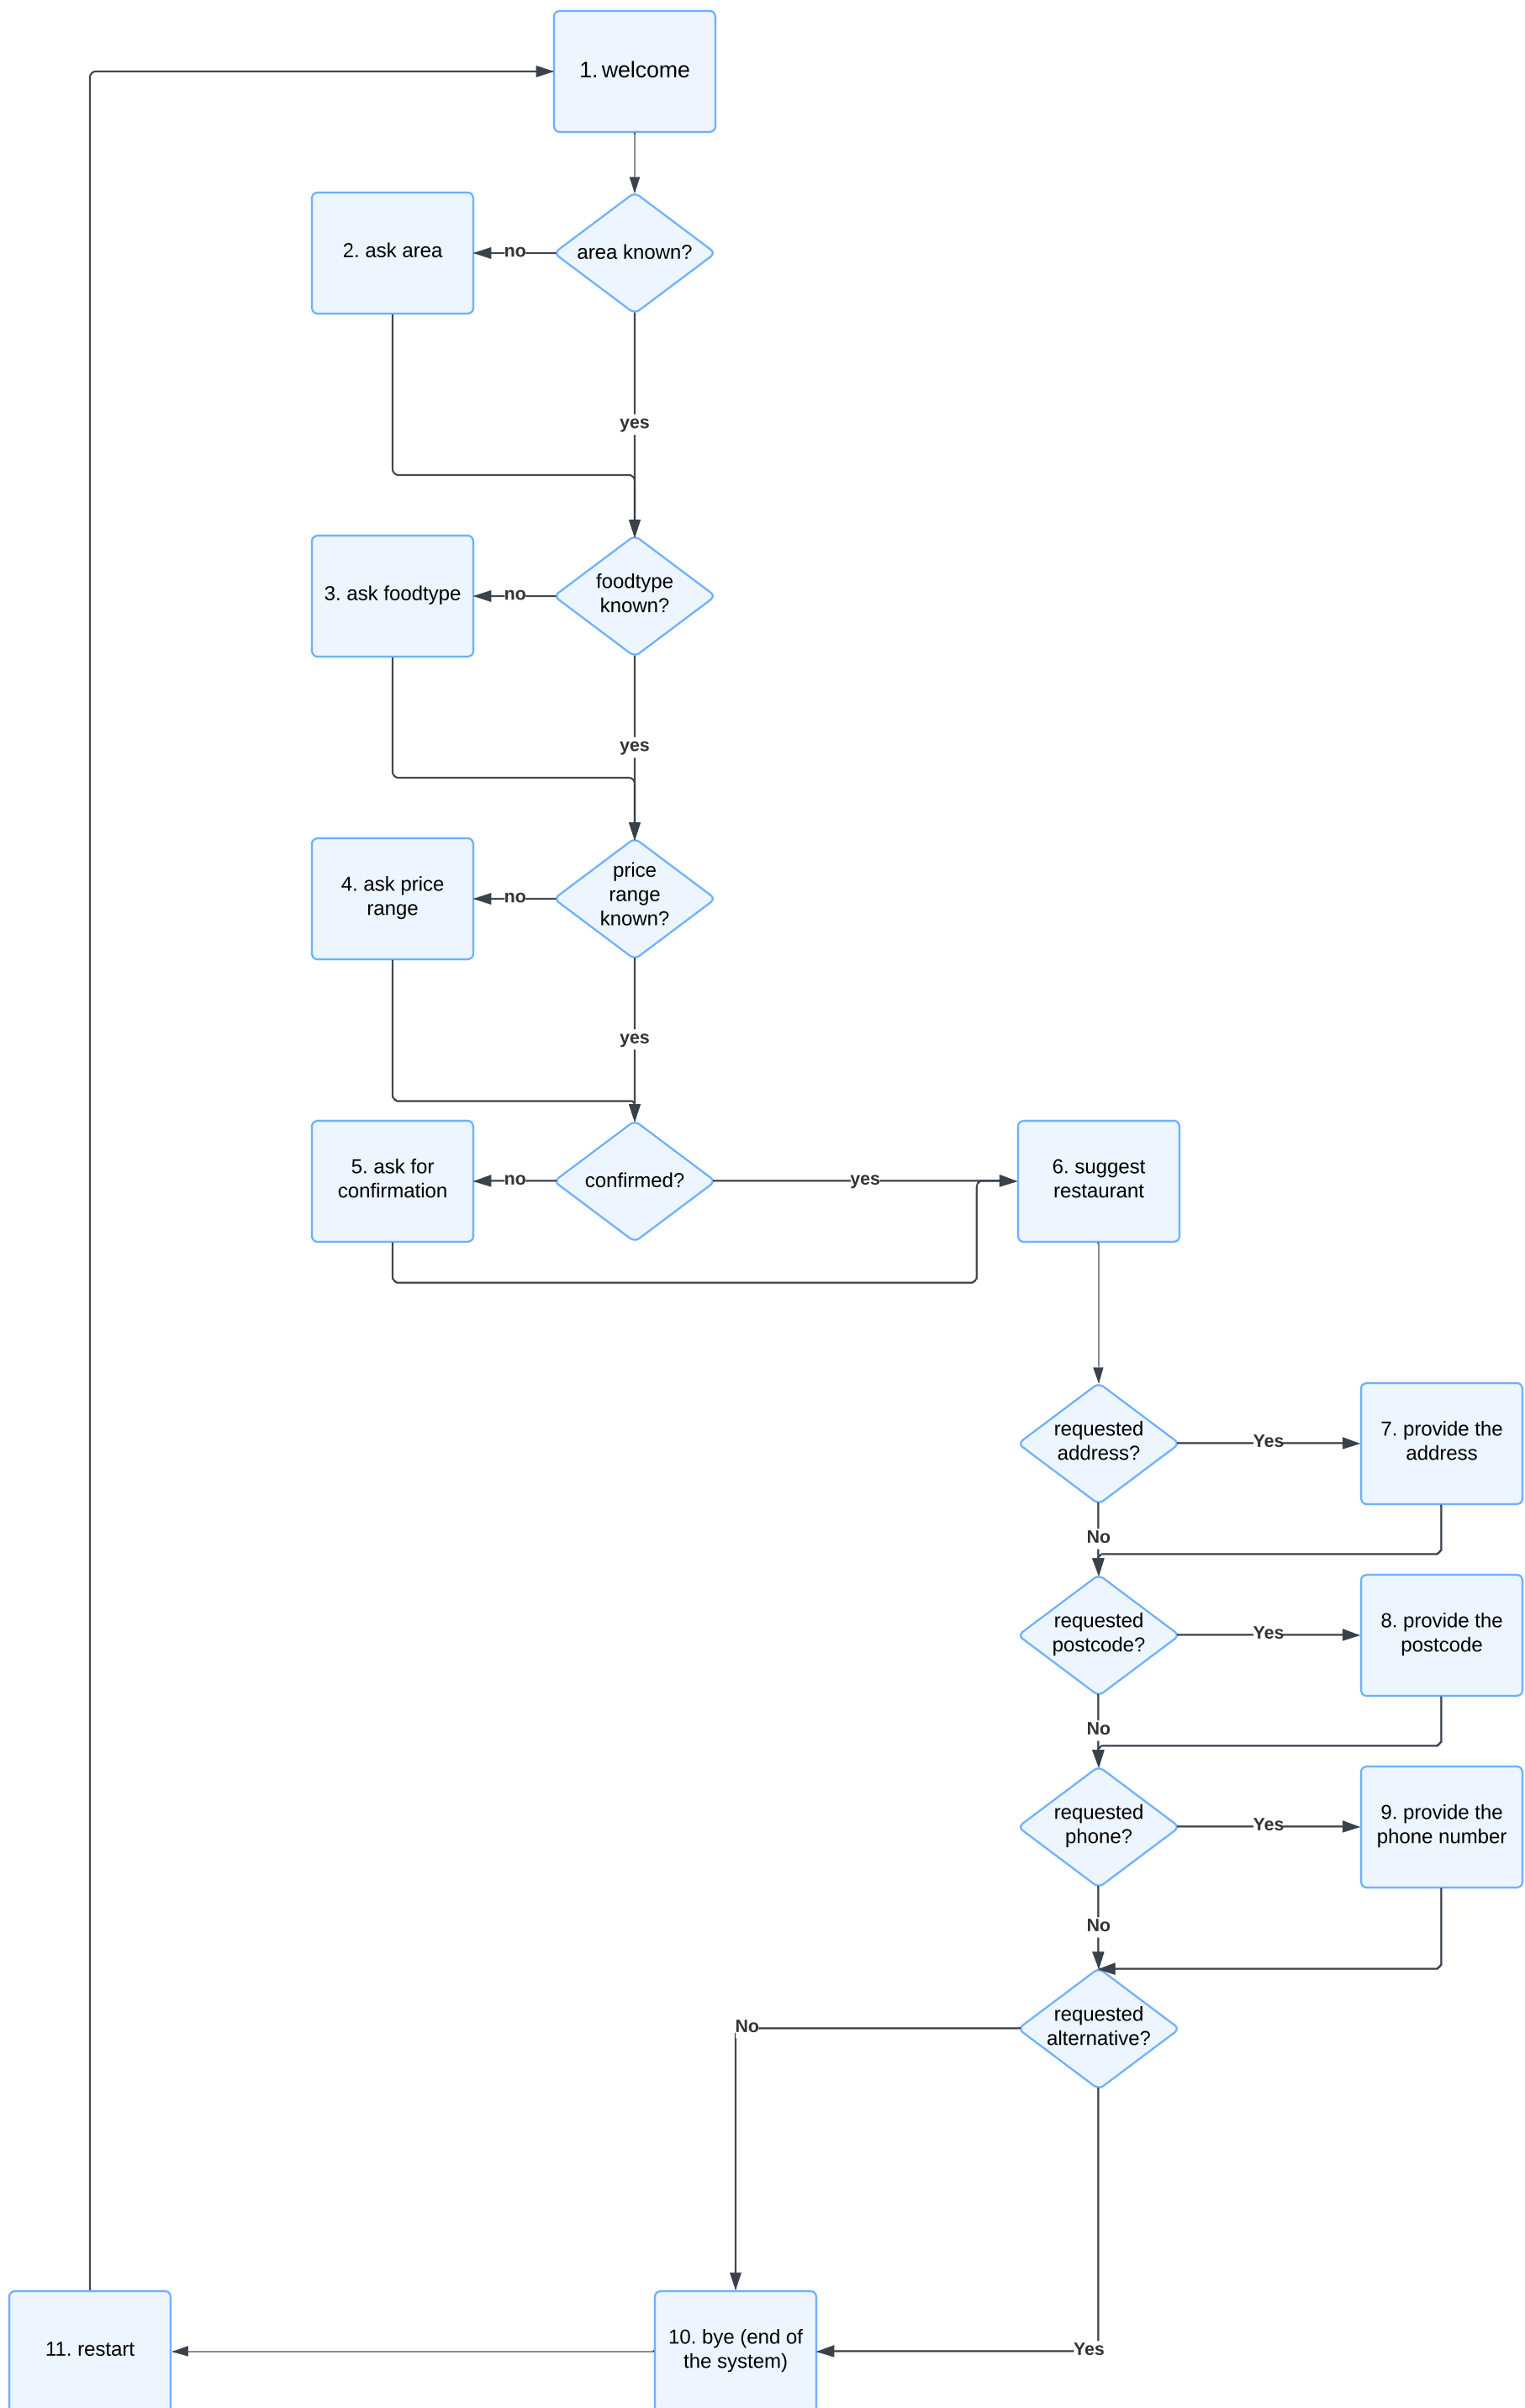 1. welcome
2. ask area
no
area known?
yes
3. ask foodtype
no
foodtype
known?
yes
4. ask price
range
no
price
range
known?
yes
5. ask for
confirmation
no
confirmed?
yes
6. suggest
restaurant
requested
address?
Yes
7. provide the
address
No
requested
postcode?
Yes
8. provide the
postcode
No
requested
phone?
Yes
9. provide the
phone number
No
requested
alternative?
No
11. restart
10. bye (end of
the system)
Yes